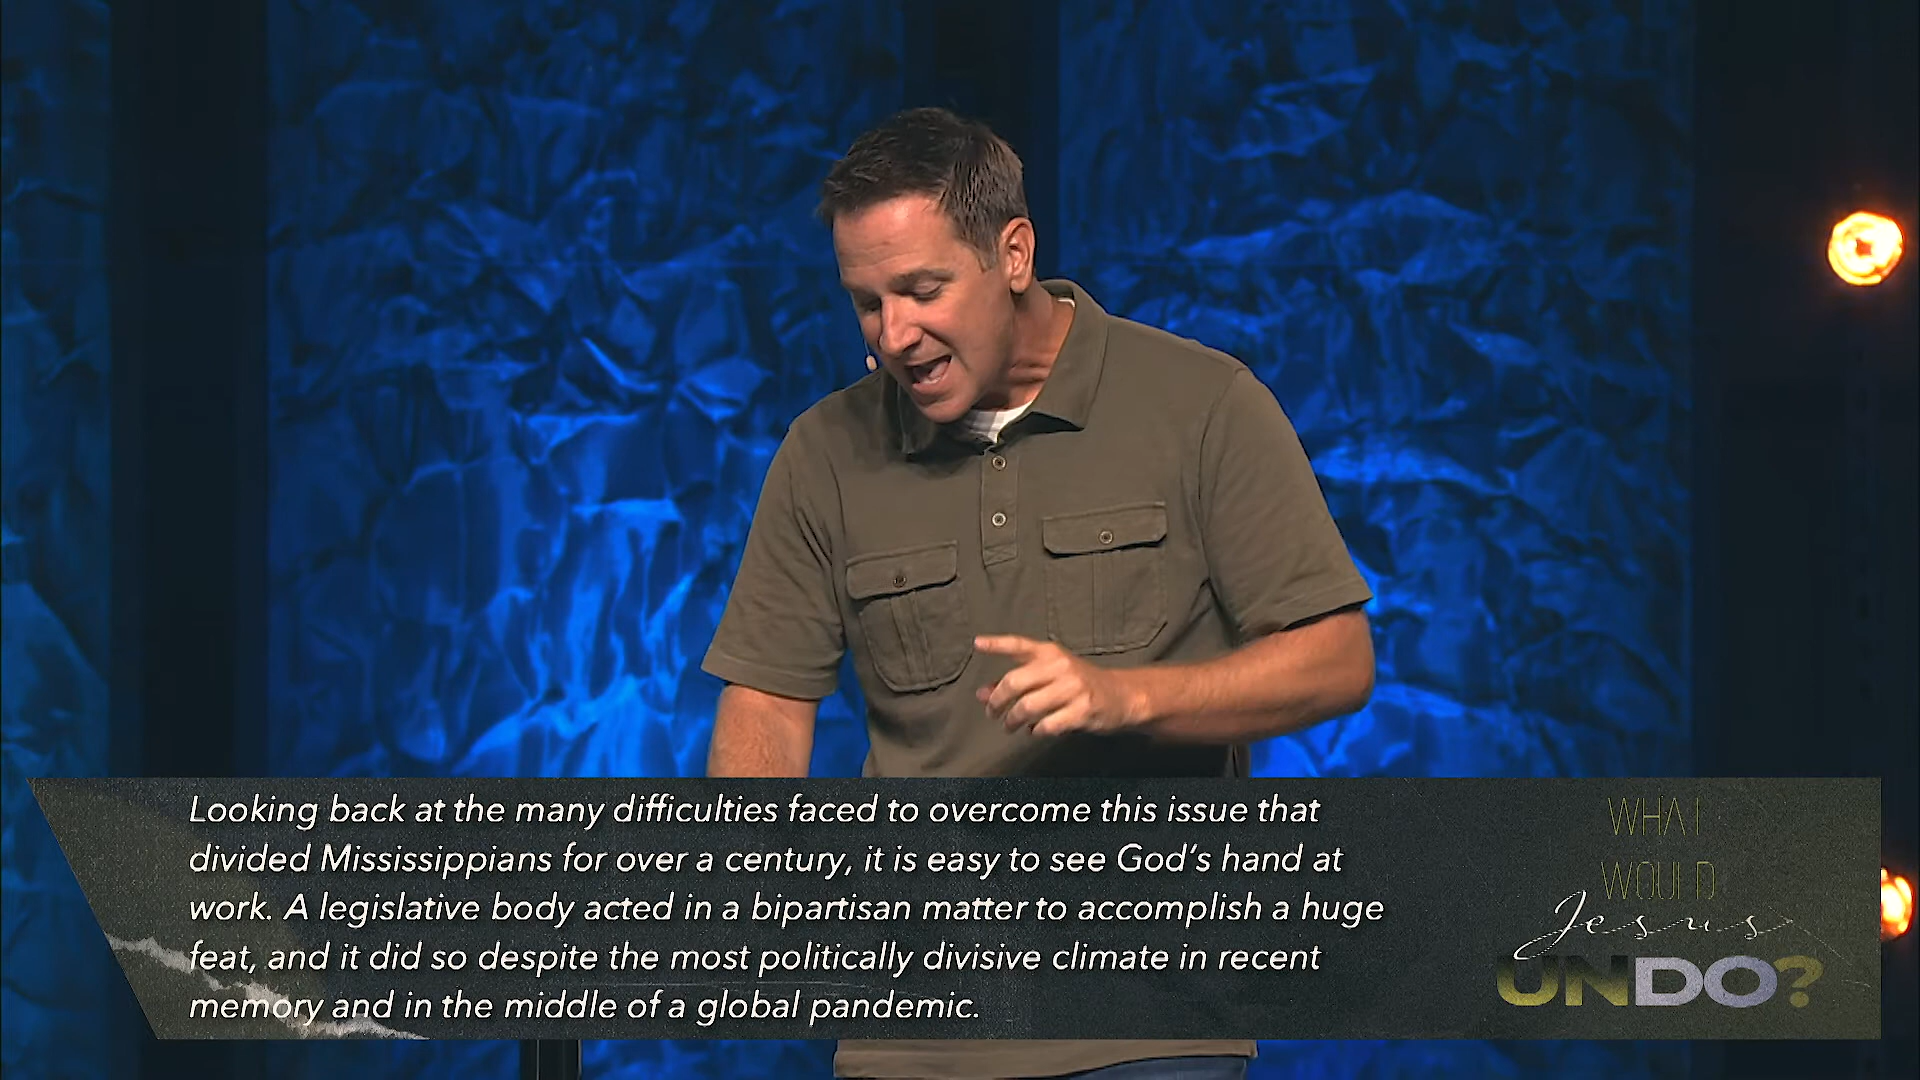 Looking back at the many difficulties faced to overcome this issue that
divided Mississippians for over a century, it is easy to see God's hand at
work. A legislative body acted in a bipartisan matter to accomplish a huge
feat, and it did so despite the most politically divisive climate in recent
memory and in the middle of a global pandemic.
WHAT
WOULD
Jesus
UNDO?